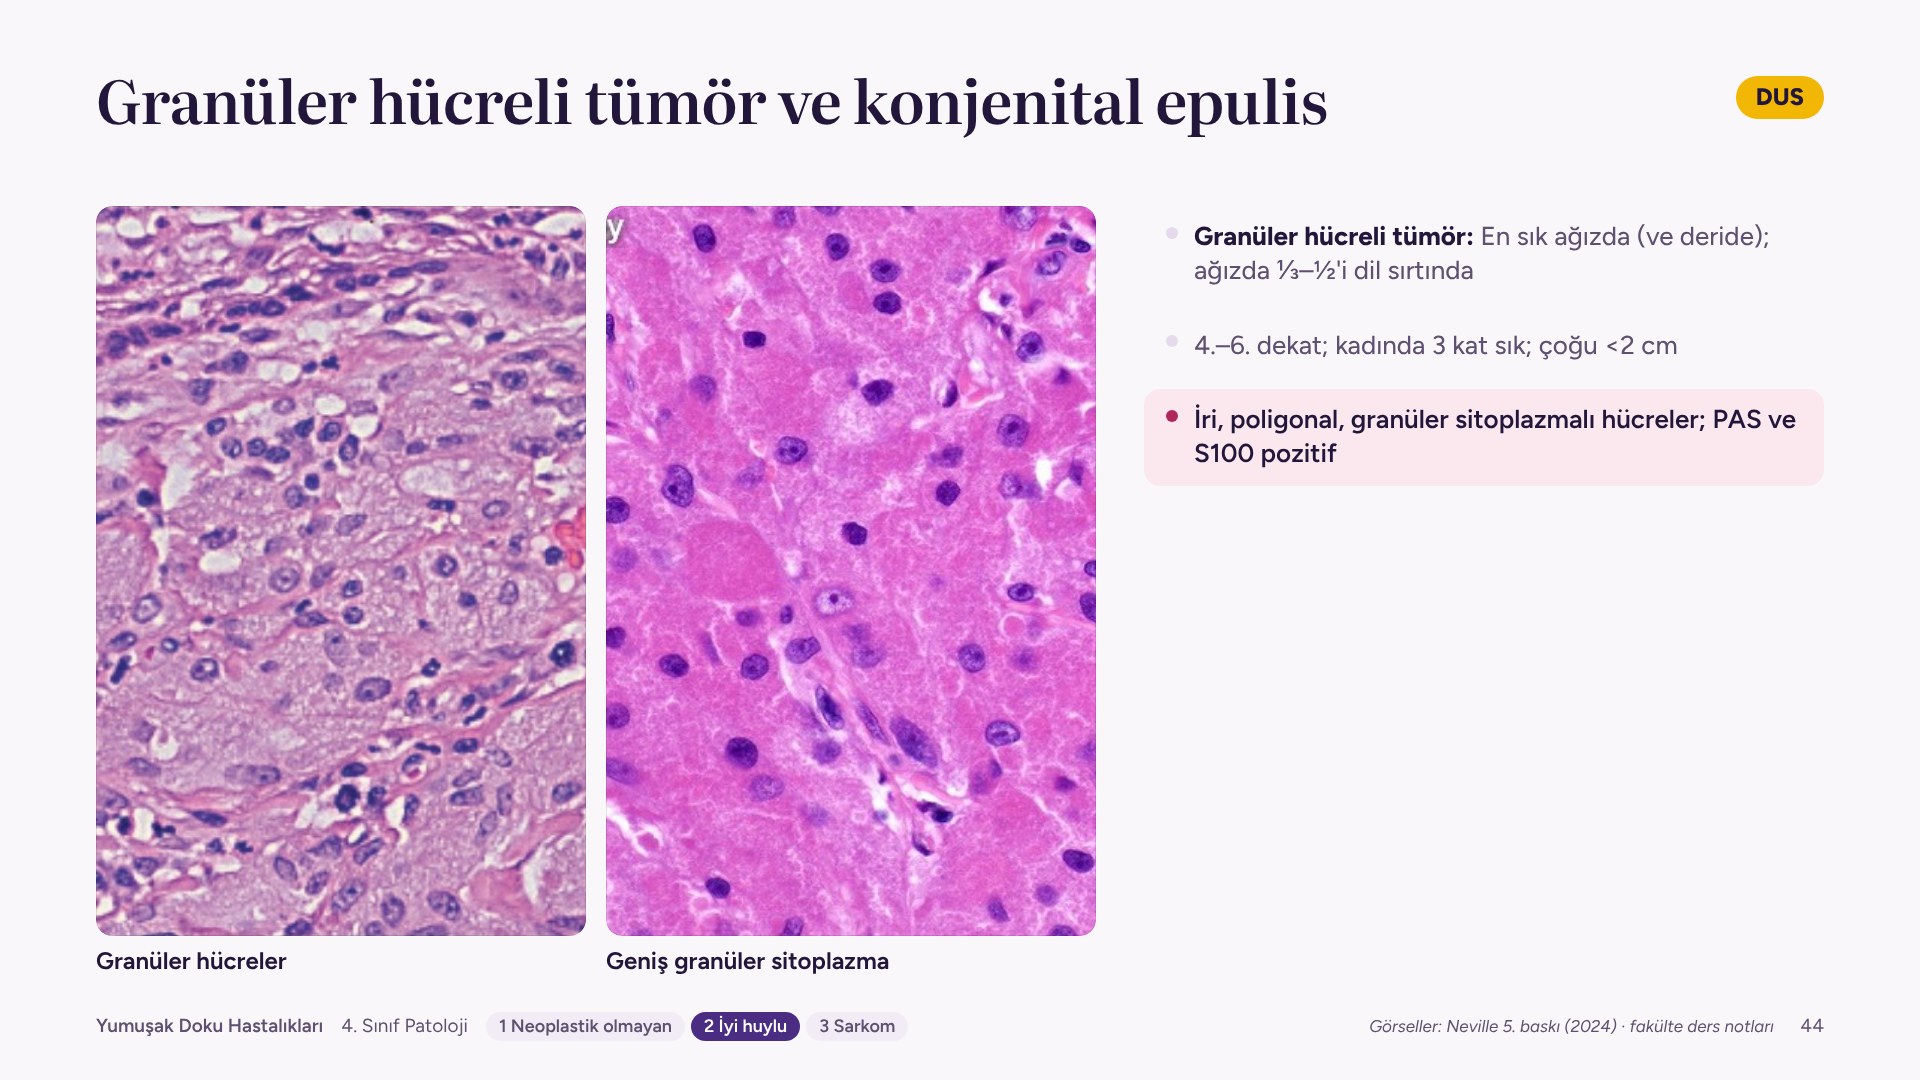 Granüler hücreli tümör ve konjenital epulis
DUS
y
Granüler hücreler
Geniş granüler sitoplazma
Granüler hücreli tümör: En sık ağızda (ve deride);
ağızda ⅓–½'i dil sırtında
4.–6. dekat; kadında 3 kat sık; çoğu <2 cm
İri, poligonal, granüler sitoplazmalı hücreler; PAS ve
S100 pozitif
Yumuşak Doku Hastalıkları 4. Sınıf Patoloji 1 Neoplastik olmayan 2 İyi huylu 3 Sarkom
Görseller: Neville 5. baskı (2024) · fakülte ders notları 44